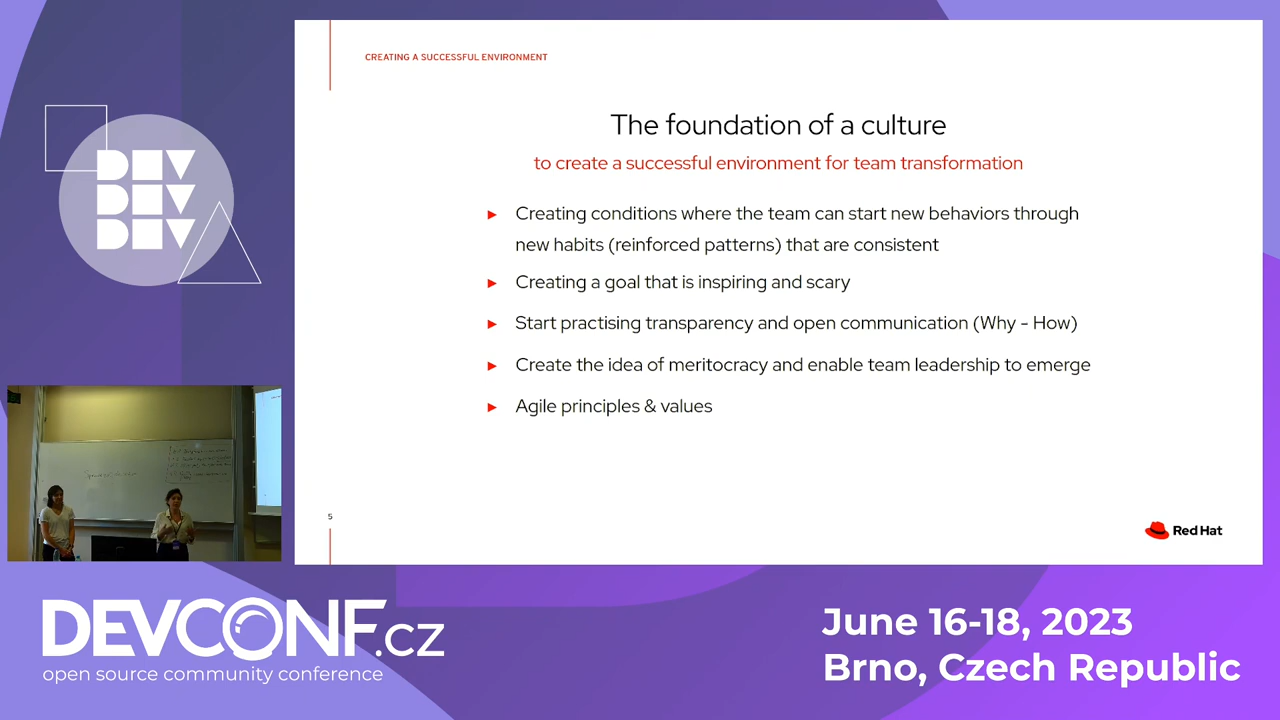 CREATING A SUCCESSFUL ENVIRONMENT
The foundation of a culture
to create a successful environment for team transformation
► Creating conditions where the team can start new behaviors through
new habits (reinforced patterns) that are consistent
► Creating a goal that is inspiring and scary
► Start practising transparency and open communication (Why - How)
► Create the idea of meritocracy and enable team leadership to emerge
► Agile principles & values
5
Red Hat
DEV
DEV
DEV
DEVCONF.cz
open source community conference
June 16-18, 2023
Brno, Czech Republic